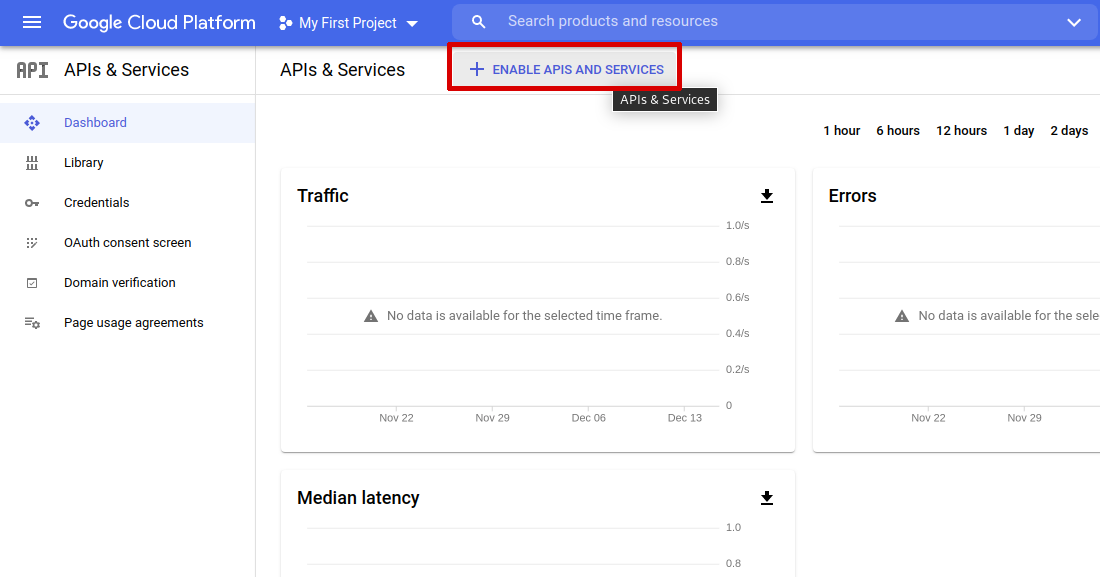 Google Cloud Platform My First Project Search products and resources
API APIs & Services APIs & Services + ENABLE APIS AND SERVICES
APIs & Services
Dashboard
Library
Credentials
OAuth consent screen
Domain verification
Page usage agreements
1 hour 6 hours 12 hours 1 day 2 days
Traffic
1.0/s
0.8/s
0.6/s
No data is available for the selected time frame.
0.4/s
0.2/s
0
Nov 22 Nov 29 Dec 06 Dec 13
Errors
No data is available for the sele
Nov 22 Nov 29
Median latency
1.0
0.8